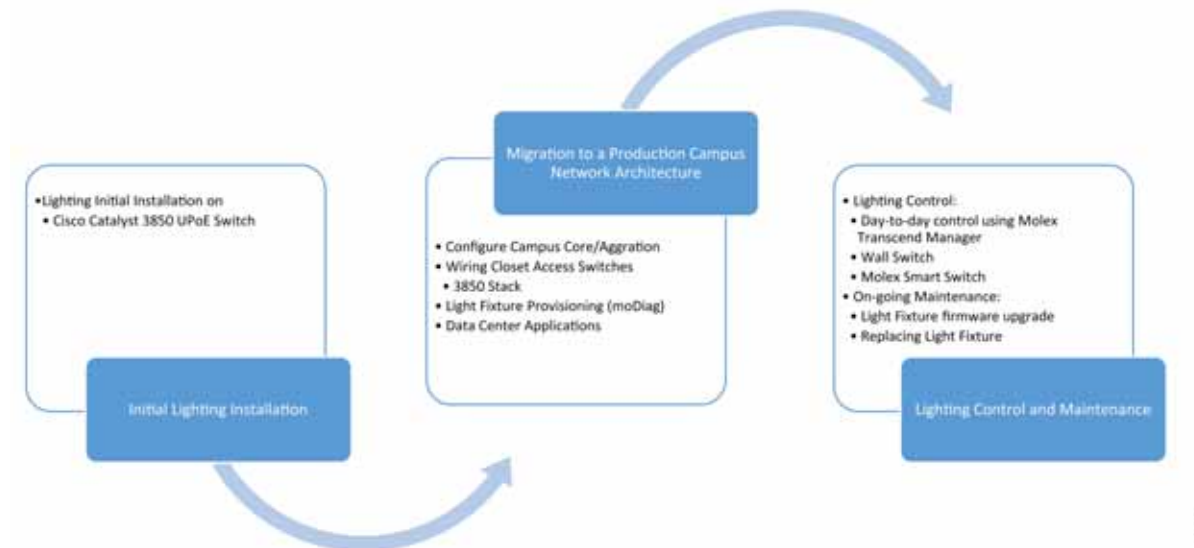 •Lighting Initial Installation on
• Cisco Catalyst 3850 UPoE Switch
Initial Lighting Installation
Migration to a Production Campus
Network Architecture
• Configure Campus Core/Aggration
• Wiring Closet Access Switches
• 3850 Stack
• Light Fixture Provisioning (moDiag)
• Data Center Applications
• Lighting Control:
• Day-to-day control using Molex
Transcend Manager
• Wall Switch
• Molex Smart Switch
• On-going Maintenance:
• Light Fixture firmware upgrade
• Replacing Light Fixture
Lighting Control and Maintenance